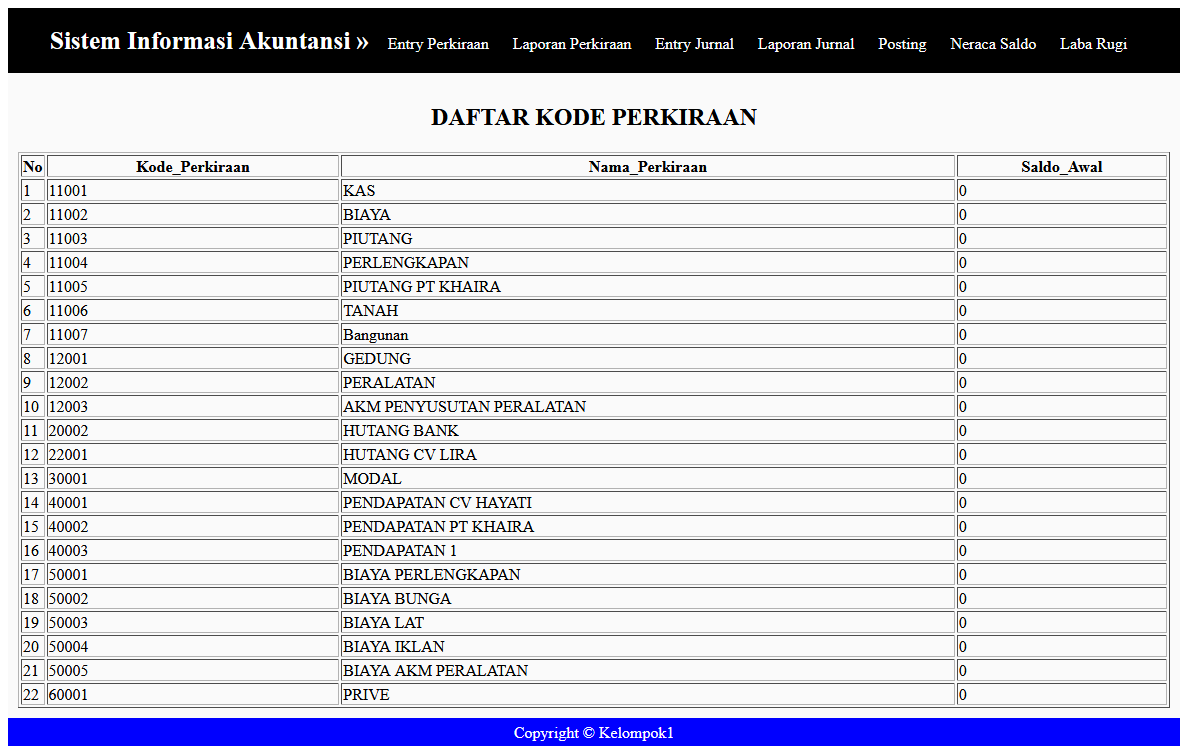 Sistem Informasi Akuntansi » Entry Perkiraan Laporan Perkiraan Entry Jurnal Laporan Jurnal Posting Neraca Saldo Laba Rugi
DAFTAR KODE PERKIRAAN
No Kode_Perkiraan Nama_Perkiraan Saldo_Awal
1 11001 KAS 0
2 11002 BIAYA 0
3 11003 PIUTANG 0
4 11004 PERLENGKAPAN 0
5 11005 PIUTANG PT KHAIRA 0
6 11006 TANAH 0
7 11007 Bangunan 0
8 12001 GEDUNG 0
9 12002 PERALATAN 0
10 12003 AKM PENYUSUTAN PERALATAN 0
11 20002 HUTANG BANK 0
12 22001 HUTANG CV LIRA 0
13 30001 MODAL 0
14 40001 PENDAPATAN CV HAYATI 0
15 40002 PENDAPATAN PT KHAIRA 0
16 40003 PENDAPATAN 1 0
17 50001 BIAYA PERLENGKAPAN 0
18 50002 BIAYA BUNGA 0
19 50003 BIAYA LAT 0
20 50004 BIAYA IKLAN 0
21 50005 BIAYA AKM PERALATAN 0
22 60001 PRIVE 0
Copyright © Kelompok1